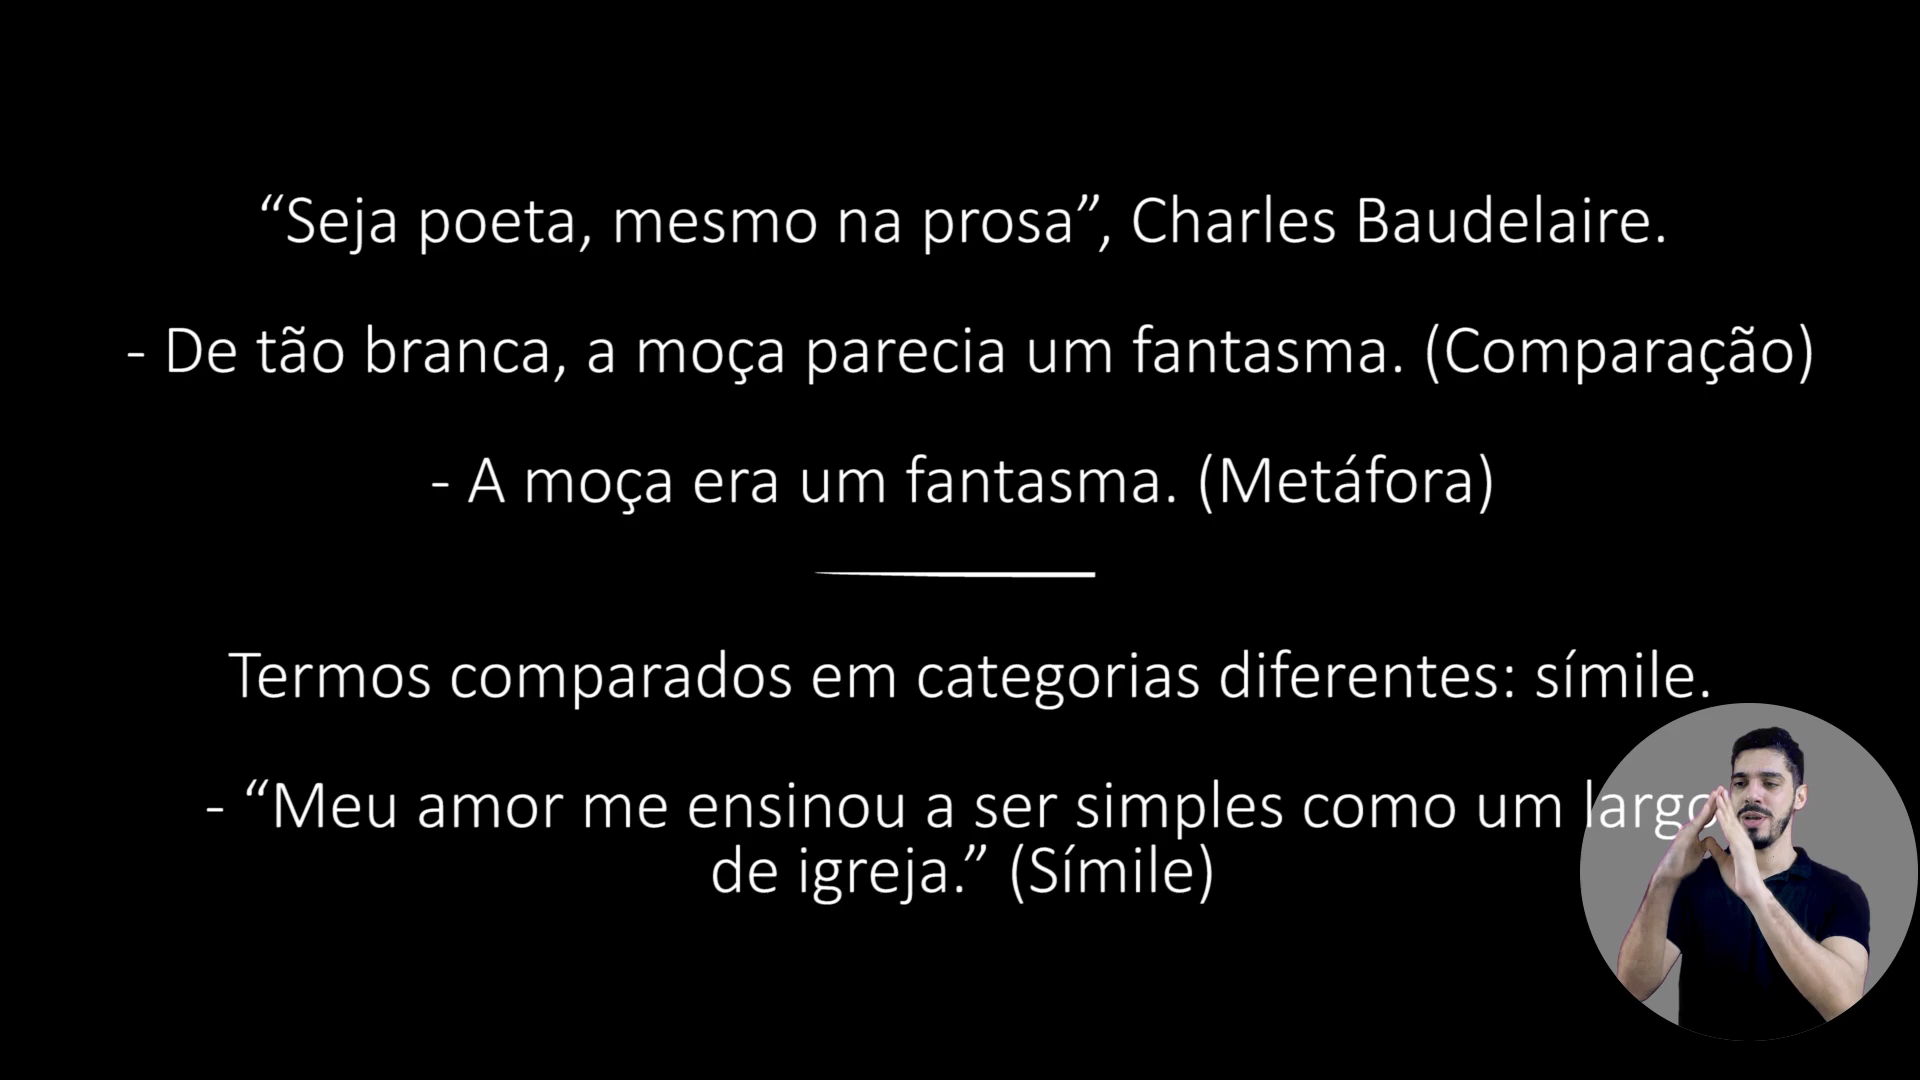 “Seja poeta, mesmo na prosa”, Charles Baudelaire.
- De tão branca, a moça parecia um fantasma. (Comparação)
- A moça era um fantasma. (Metáfora)
Termos comparados em categorias diferentes: símile.
- “Meu amor me ensinou a ser simples como um largo
de igreja.” (Símile)